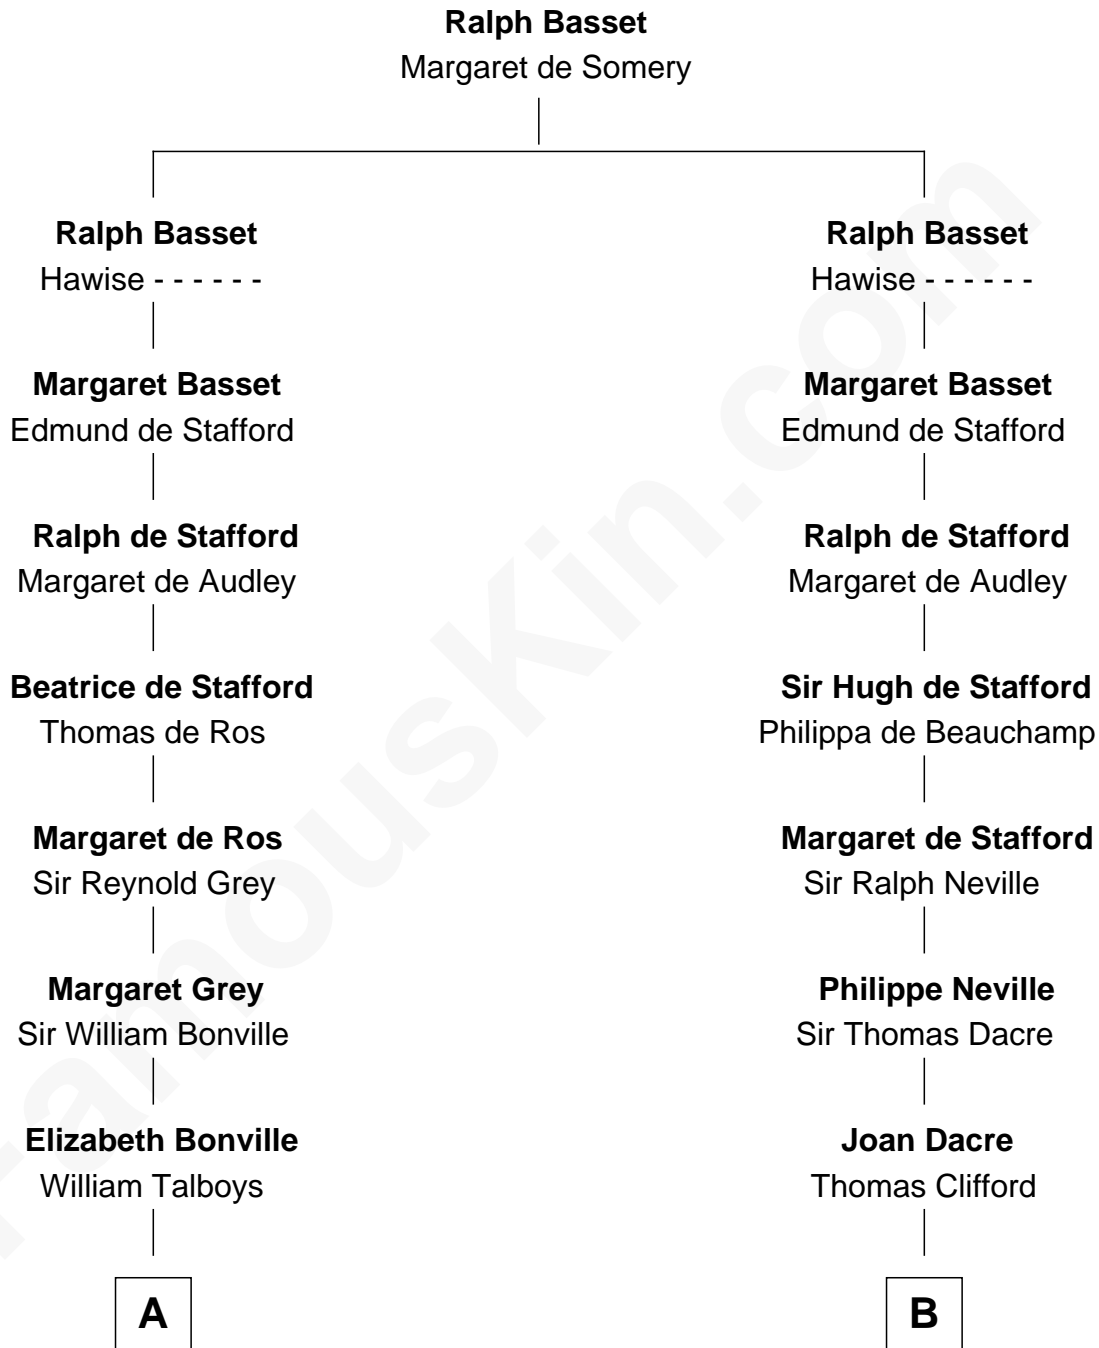 Ralph Basset
Margaret de Somery
Ralph Basset
Hawise - - - - - -
Margaret Basset
Edmund de Stafford
Ralph de Stafford
Margaret de Audley
Beatrice de Stafford
Thomas de Ros
Margaret de Ros
Sir Reynold Grey
Margaret Grey
Sir William Bonville
Elizabeth Bonville
William Talboys
A
Ralph Basset
Hawise - - - - - -
Margaret Basset
Edmund de Stafford
Ralph de Stafford
Margaret de Audley
Sir Hugh de Stafford
Philippa de Beauchamp
Margaret de Stafford
Sir Ralph Neville
Philippe Neville
Sir Thomas Dacre
Joan Dacre
Thomas Clifford
B
FamousKin.com